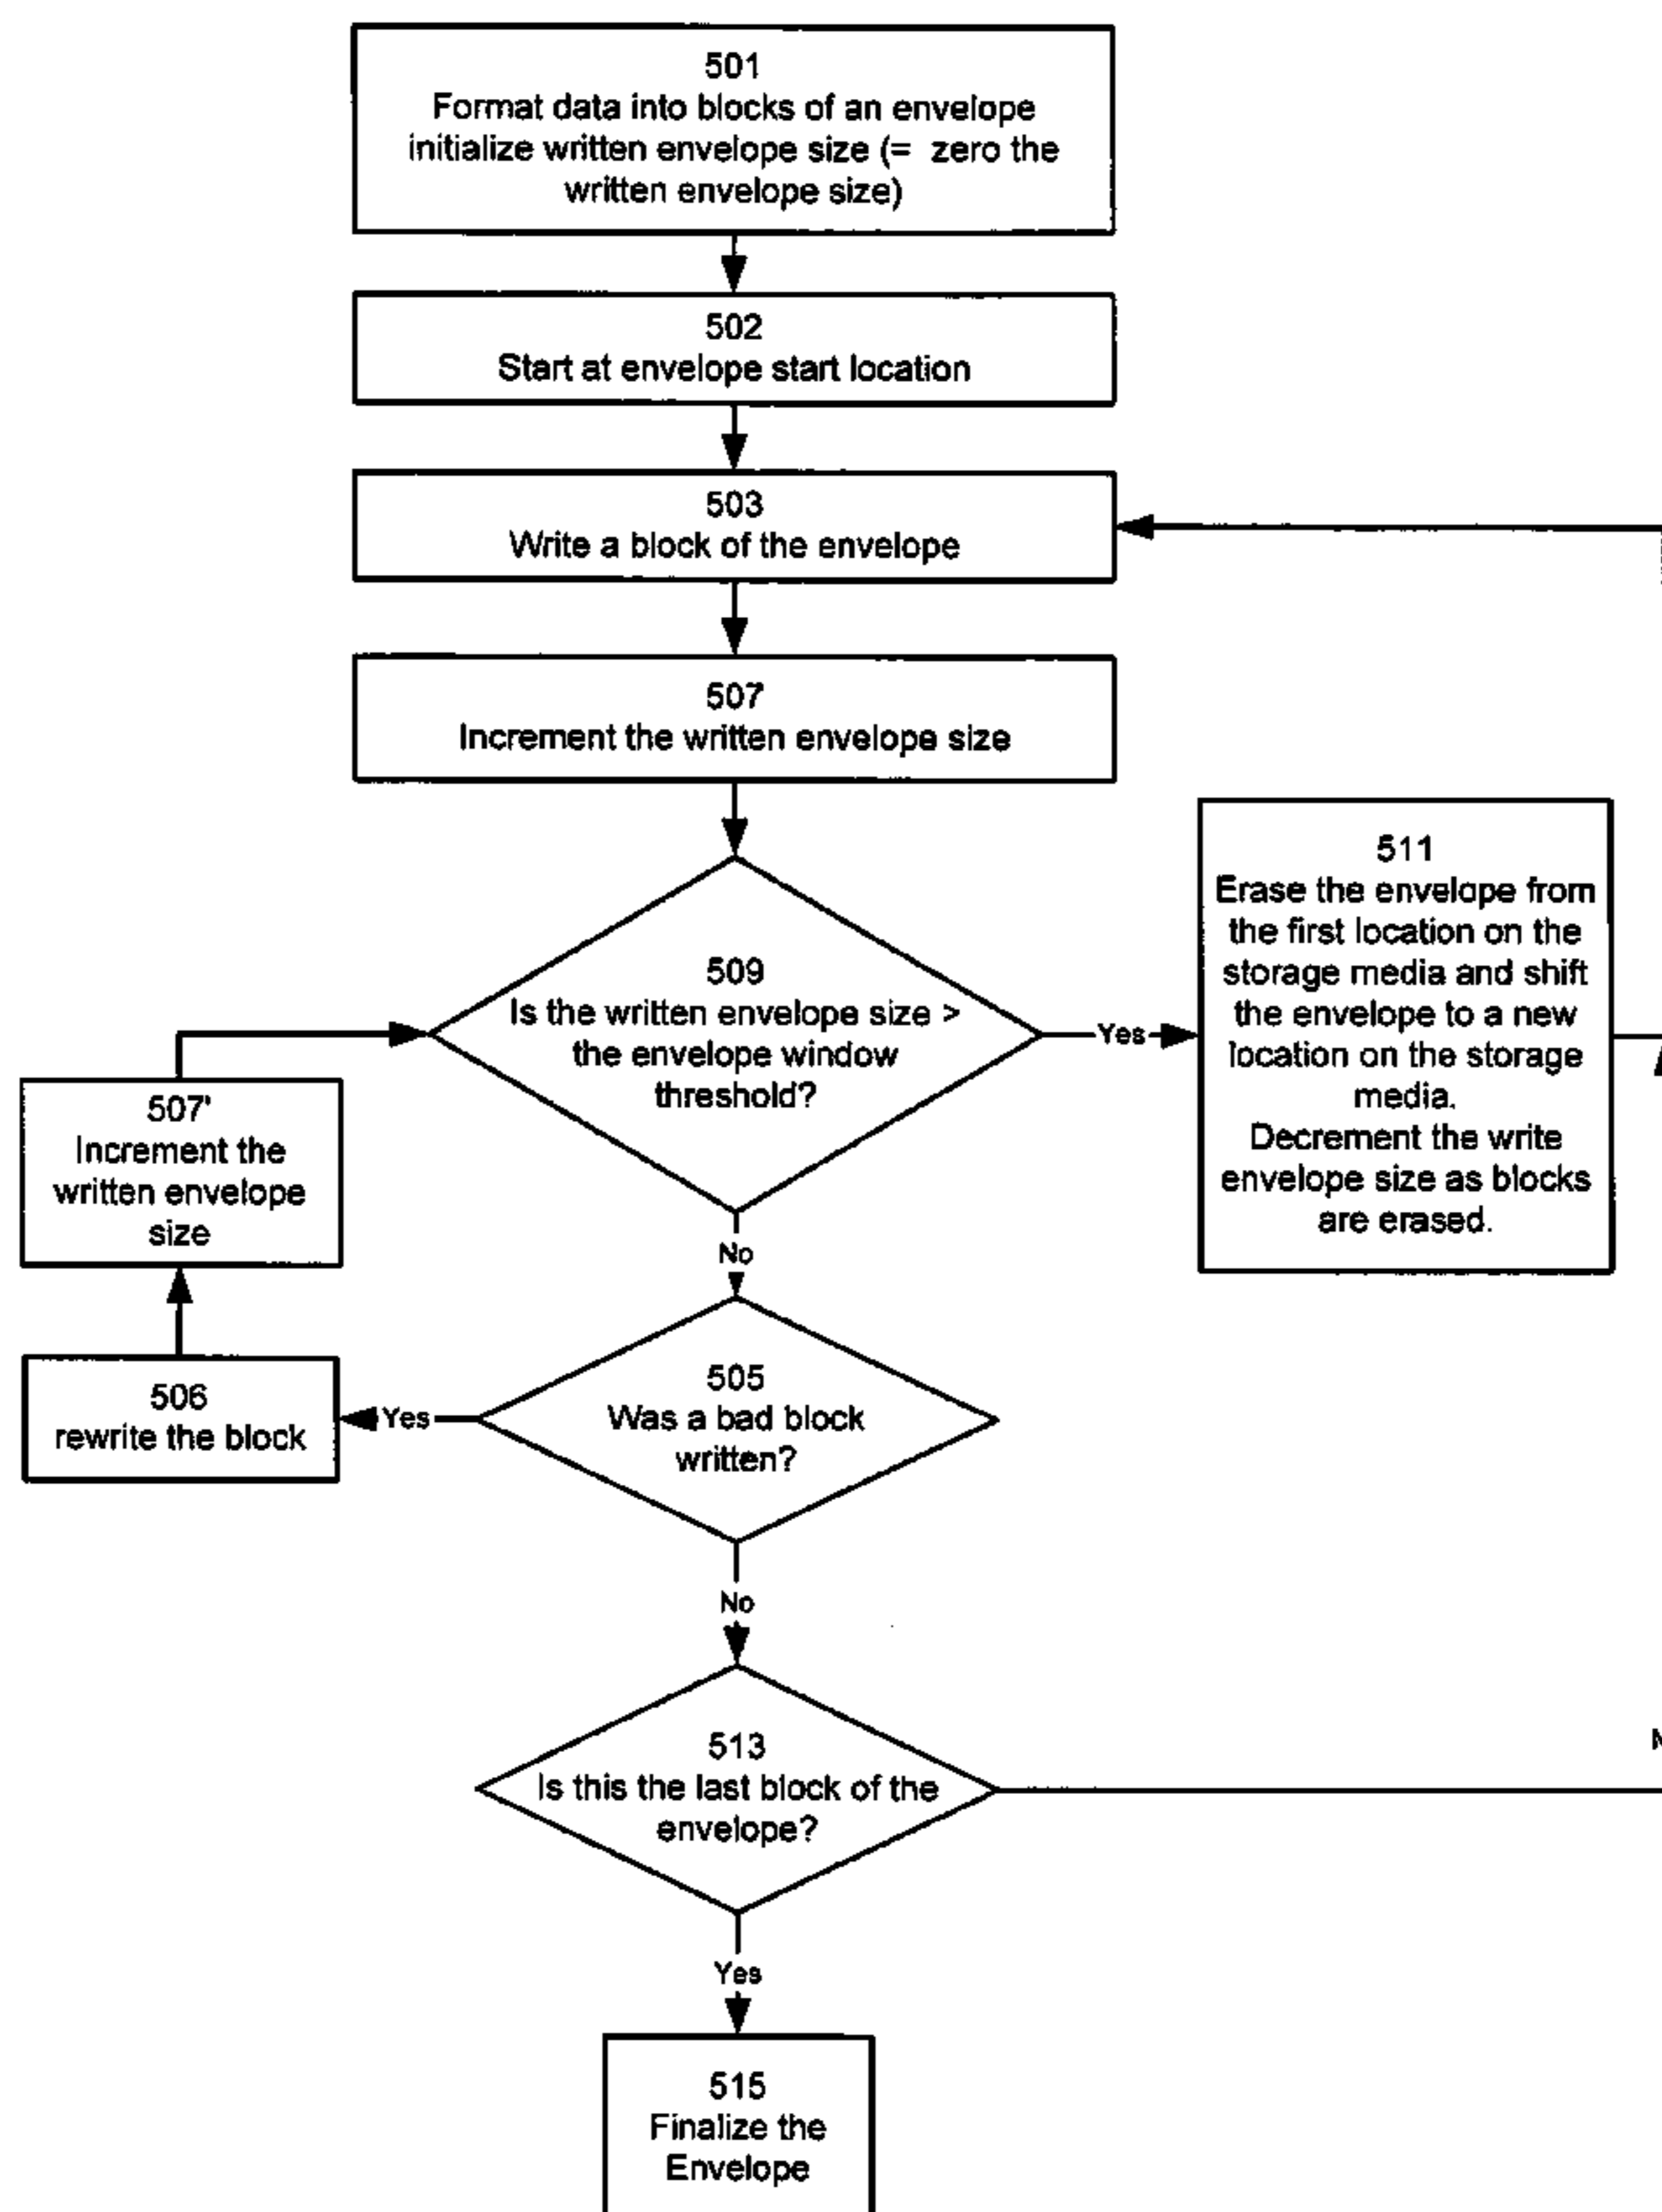 501
Format data into blocks of an envelope
initialize written envelope size (= zero the
written envelope size)
502
Start at envelope start location
503
Write a block of the envelope
507
Increment the written envelope size
509
Is the written envelope size >
the envelope window
threshold?
Yes
511
Erase the envelope from
the first location on the
storage media and shift
the envelope to a new
location on the storage
media.
Decrement the write
envelope size as blocks
are erased.
507'
Increment the
written envelope
size
No
506
rewrite the block
Yes
505
Was a bad block
written?
No
513
Is this the last block of the
envelope?
Yes
515
Finalize the
Envelope